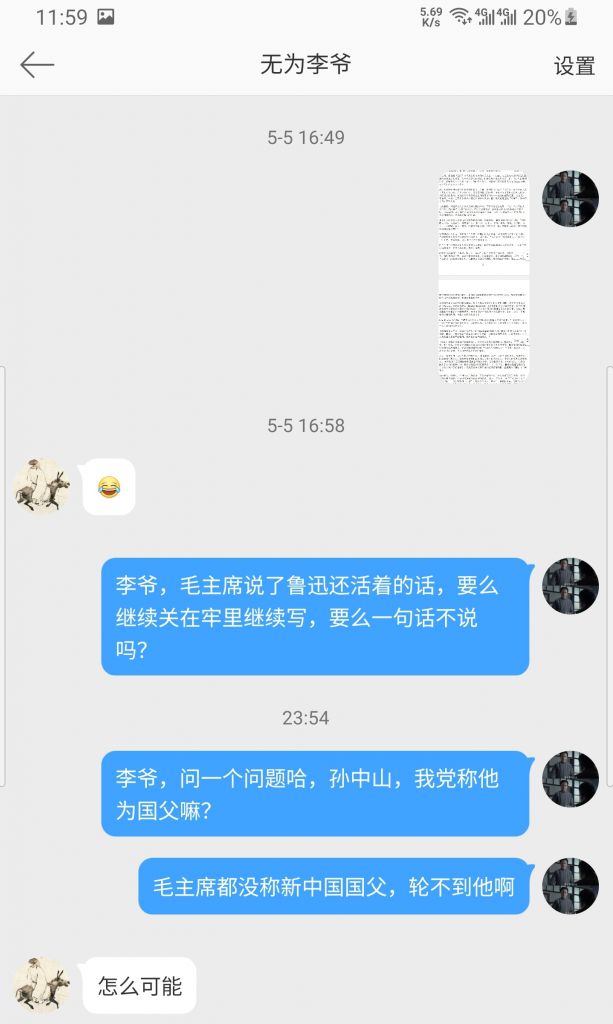 11:59
5.69
K/s
4G 4G
20%
无为李爷
设置
5-5 16:49
5-5 16:58
李爷，毛主席说了鲁迅还活着的话，要么
继续关在牢里继续写，要么一句话不说
吗？
23:54
李爷，问一个问题哈，孙中山，我党称他
为国父嘛？
毛主席都没称新中国国父，轮不到他啊
怎么可能